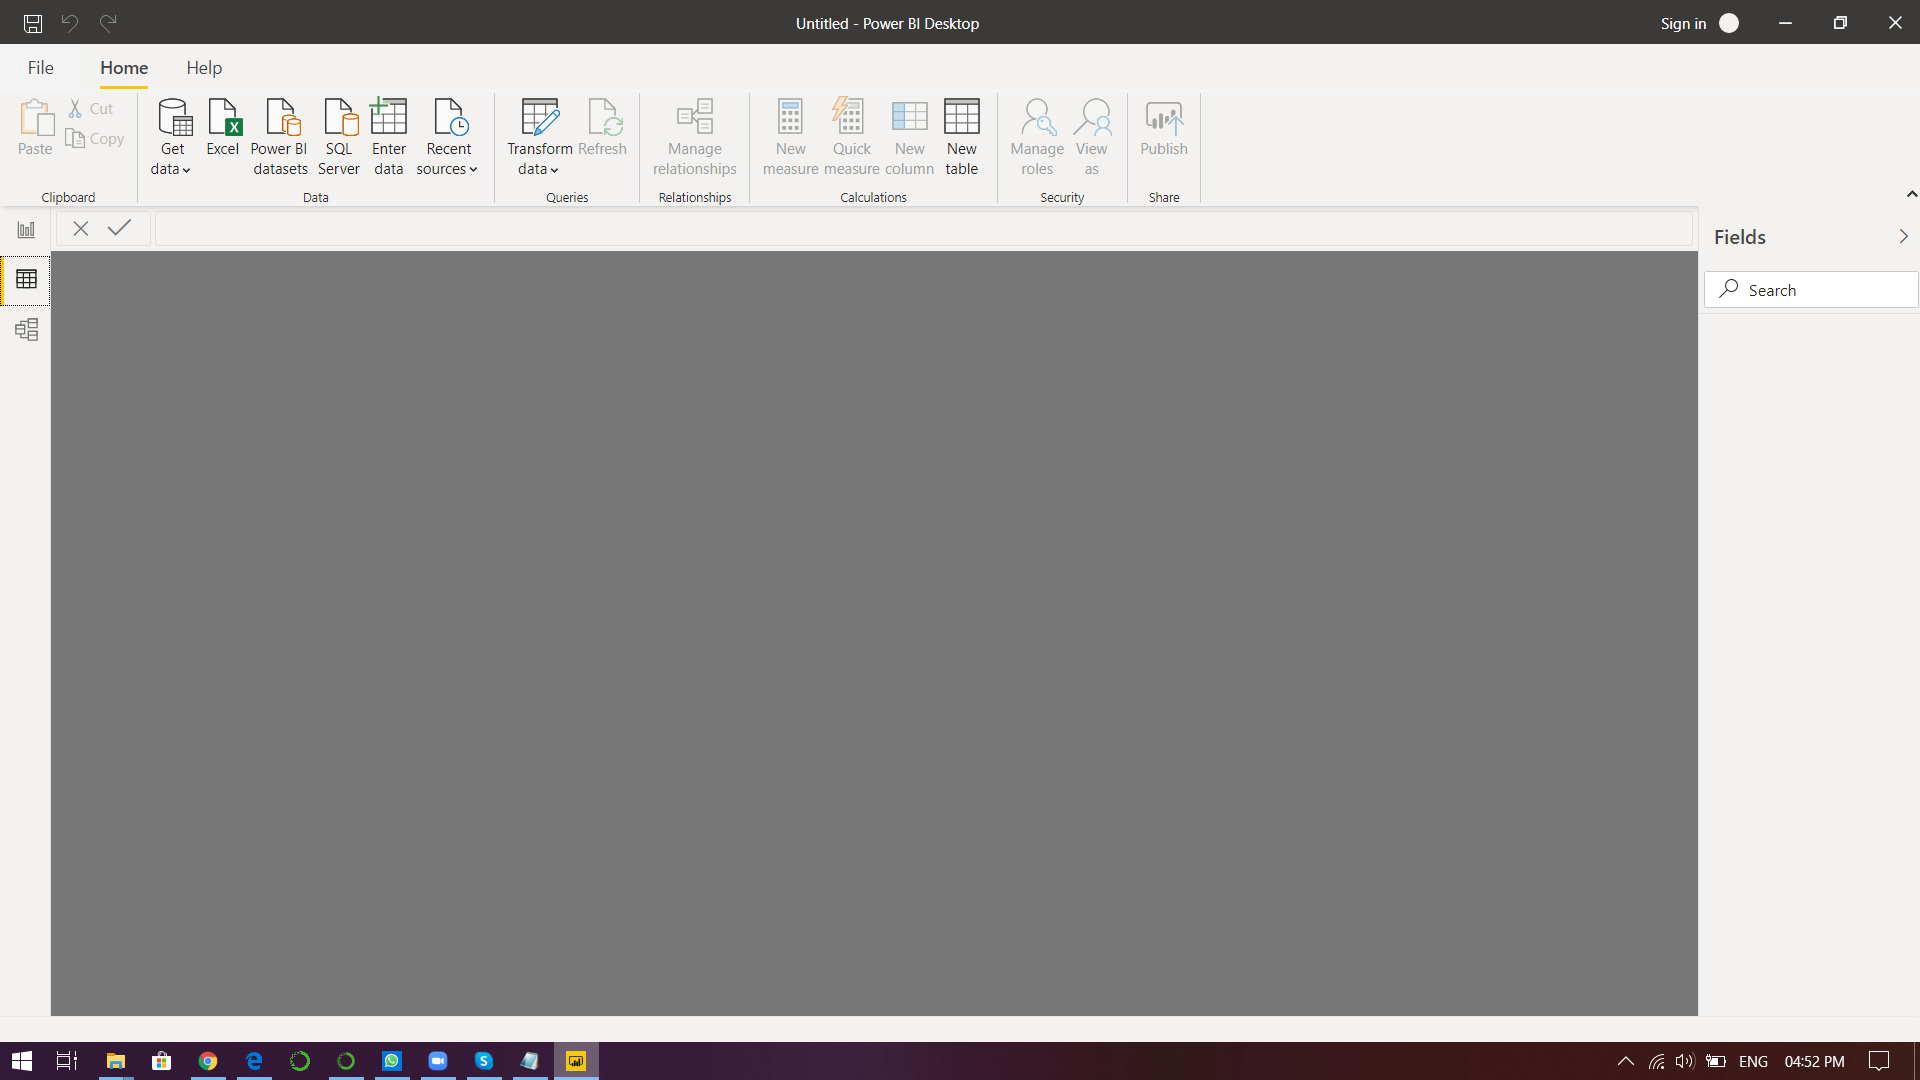 Untitled - Power BI Desktop
Sign in
File
Home
Help
Paste
Cut
Copy
Clipboard
Get
data
Excel
Power BI
datasets
SQL
Server
Enter
data
Recent
sources
Data
Transform
data
Refresh
Queries
Manage
relationships
Relationships
New
measure
Quick
measure
New
column
New
table
Calculations
Manage
roles
View
as
Security
Publish
Share
Fields
Search
ENG
04:52 PM